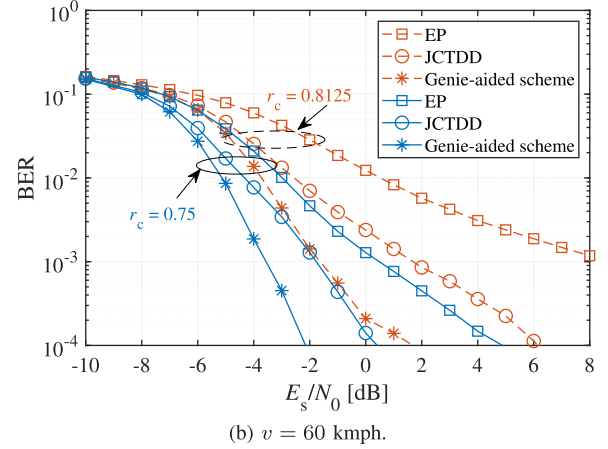 10^0
10^-1
10^-2
10^-3
10^-4
BER
EP
JCTDD
Genie-aided scheme
EP
JCTDD
Genie-aided scheme
r_c = 0.8125
r_c = 0.75
-10 -8 -6 -4 -2 0 2 4 6 8
E_s/N_0 [dB]
(b) v = 60 kmph.